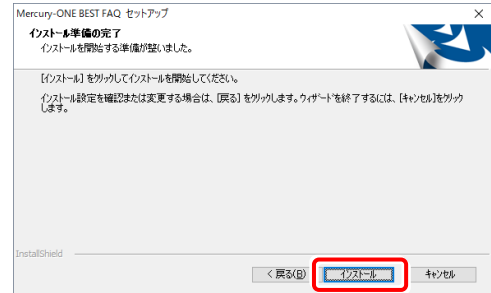 Mercury-ONE BEST FAQ セットアップ
インストール準備の完了
インストールを開始する準備が整いました。
[インストール] をクリックしてインストールを開始してください。
インストール設定を確認または変更する場合は、[戻る] をクリックします。ウィザードを終了するには、[キャンセル]をクリック
します。
InstallShield
< 戻る(B)
インストール
キャンセル